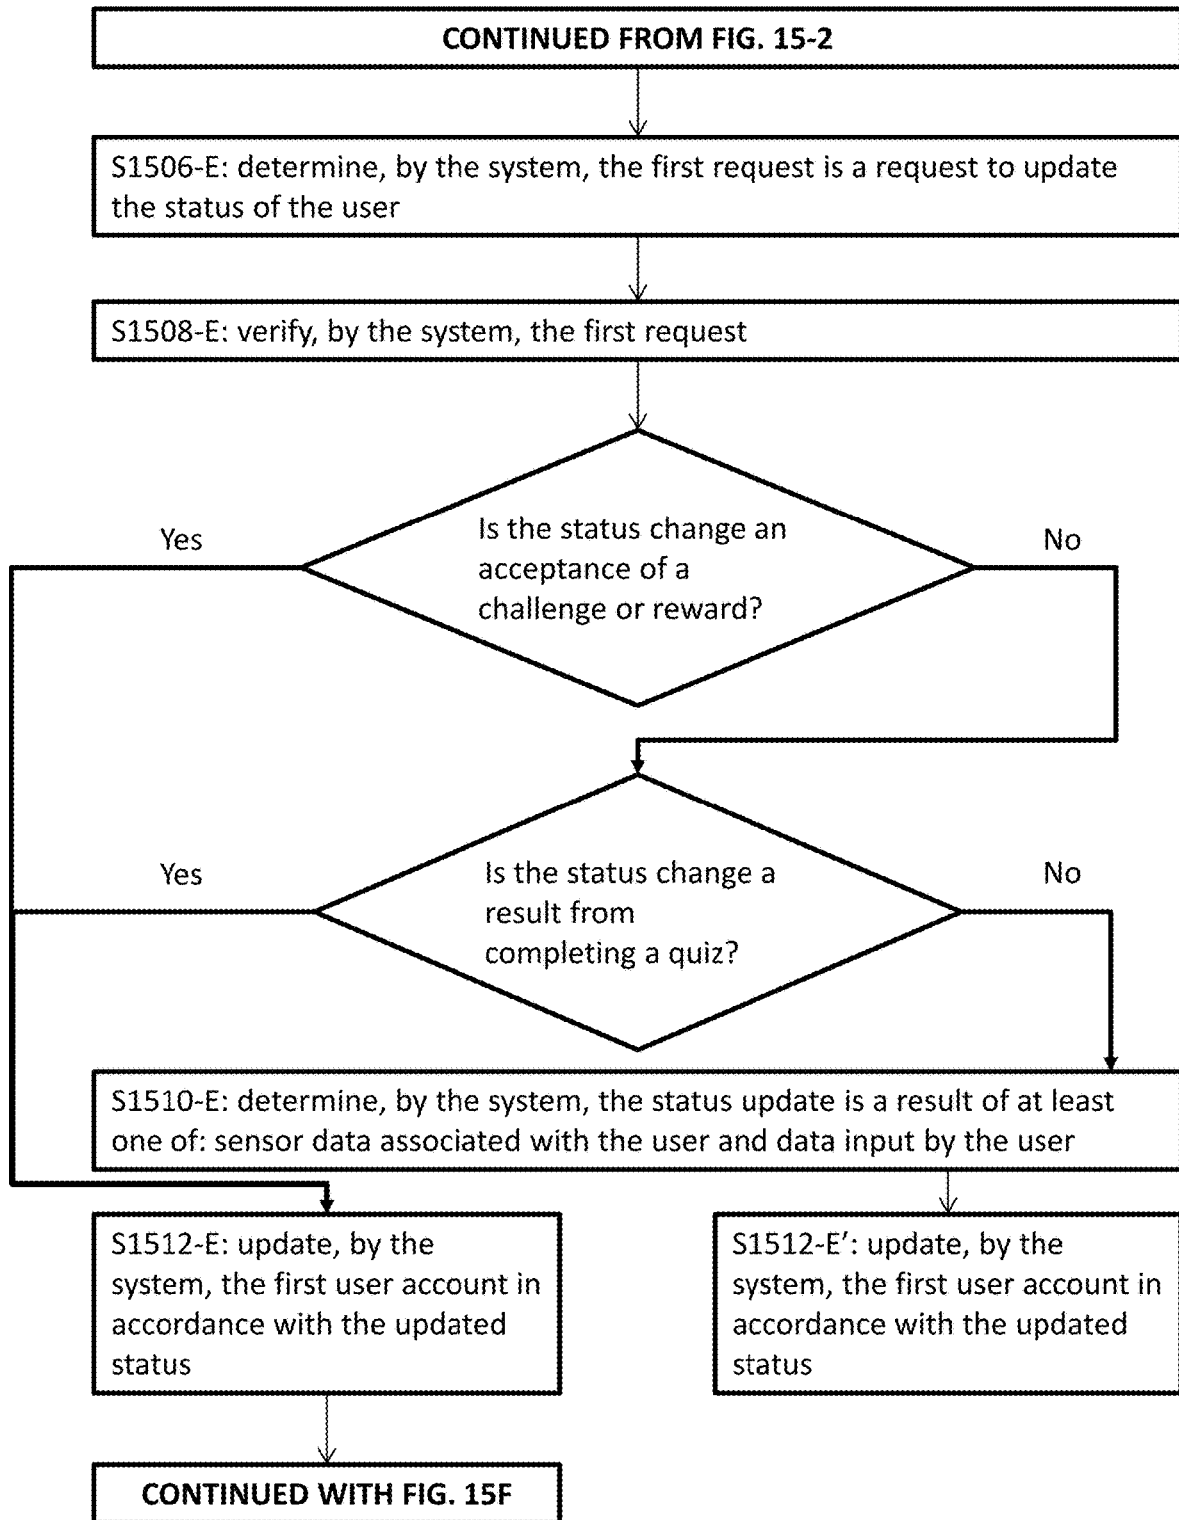 CONTINUED FROM FIG. 15-2
S1506-E: determine, by the system, the first request is a request to update
the status of the user
S1508-E: verify, by the system, the first request
Yes
Is the status change an
acceptance of a
challenge or reward?
No
Yes
Is the status change a
result from
completing a quiz?
No
S1510-E: determine, by the system, the status update is a result of at least
one of: sensor data associated with the user and data input by the user
S1512-E: update, by the
system, the first user account in
accordance with the updated
status
S1512-E′: update, by the
system, the first user account in
accordance with the updated
status
CONTINUED WITH FIG. 15F